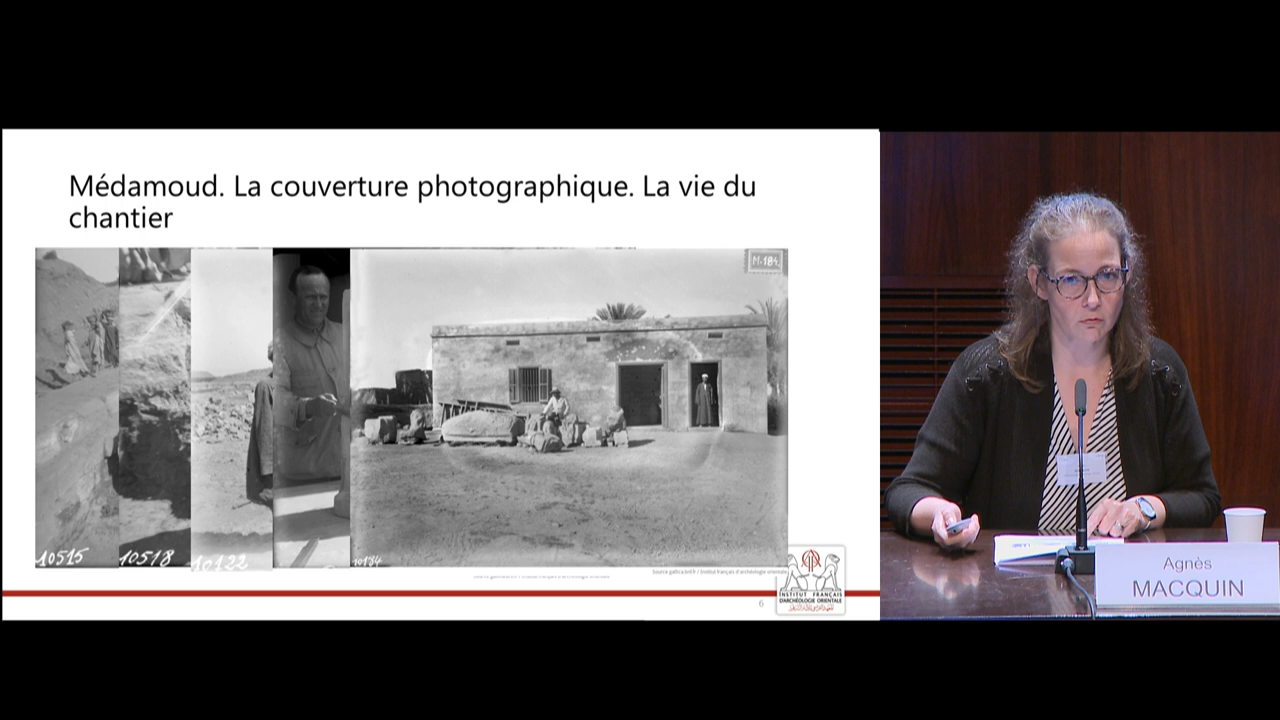 Médamoud. La couverture photographique. La vie du
chantier
M.184
10515
10518
10122
10134
Source gallica.bnf.fr / Institut français d'archéologie orientale
6
INSTITUT FRANÇAIS
D'ARCHÉOLOGIE ORIENTALE
Agnès
MACQUIN